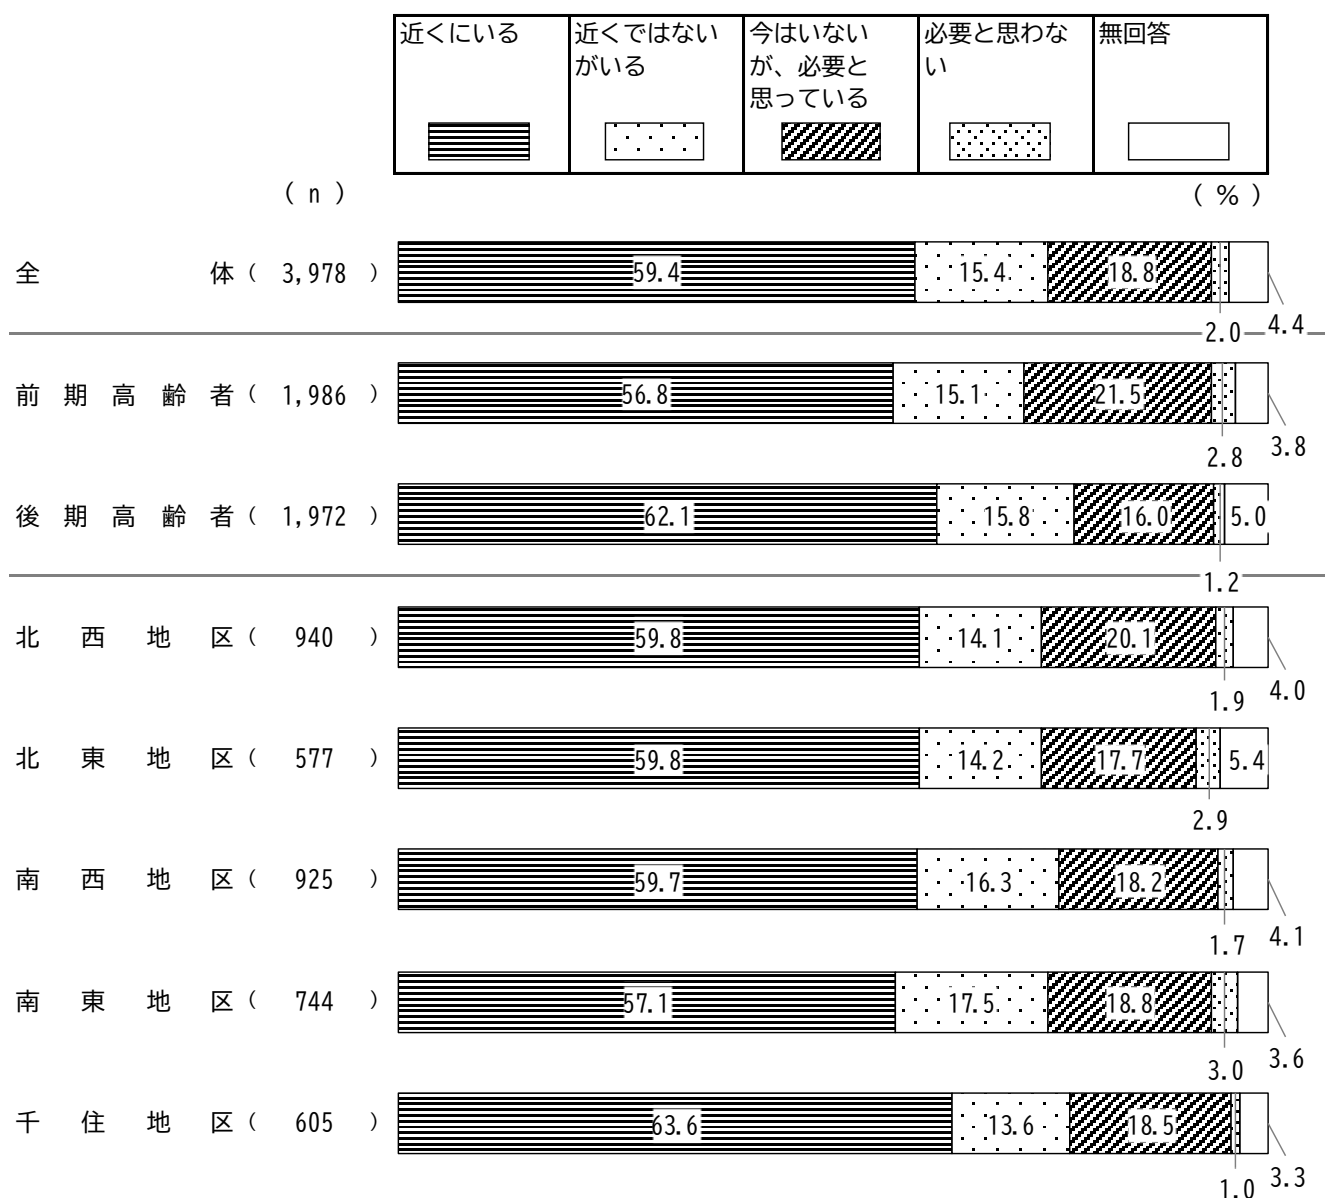 近くにいる
近くではない
がいる
今はいない
が、必要と
思っている
必要と思わな
い
無回答
(n)
(%)
全体(3,978) 59.4 15.4 18.8
2.0 4.4
前期高齢者(1,986) 56.8 15.1 21.5
2.8 3.8
後期高齢者(1,972) 62.1 15.8 16.0 5.0
1.2
北西地区(940) 59.8 14.1 20.1
1.9 4.0
北東地区(577) 59.8 14.2 17.7 5.4
2.9
南西地区(925) 59.7 16.3 18.2
1.7 4.1
南東地区(744) 57.1 17.5 18.8
3.0 3.6
千住地区(605) 63.6 13.6 18.5
1.0 3.3